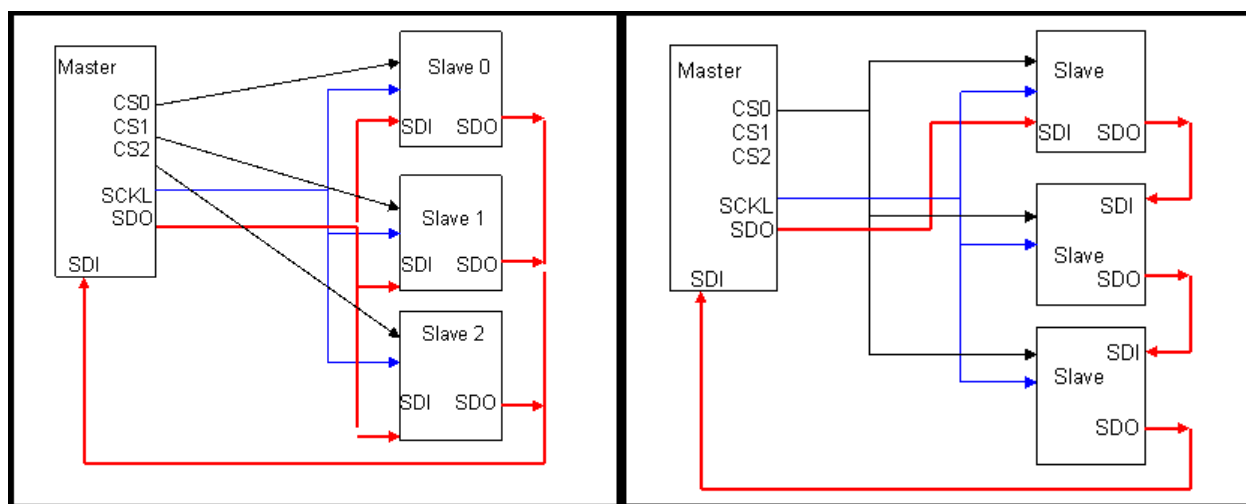 Master
CS0
CS1
CS2
SCKL
SDO
SDI
Slave 0
SDI SDO
Slave 1
SDI SDO
Slave 2
SDI SDO
Master
CS0
CS1
CS2
SCKL
SDO
SDI
Slave
SDI SDO
SDI
Slave
SDO
SDI
Slave
SDO